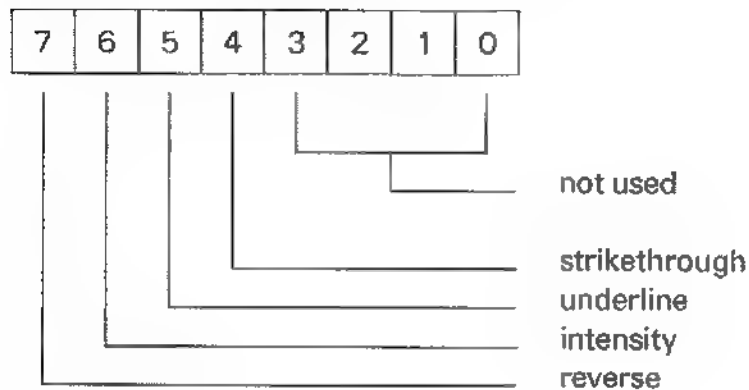 7 6 5 4 3 2 1 0
not used
strikethrough
underline
intensity
reverse